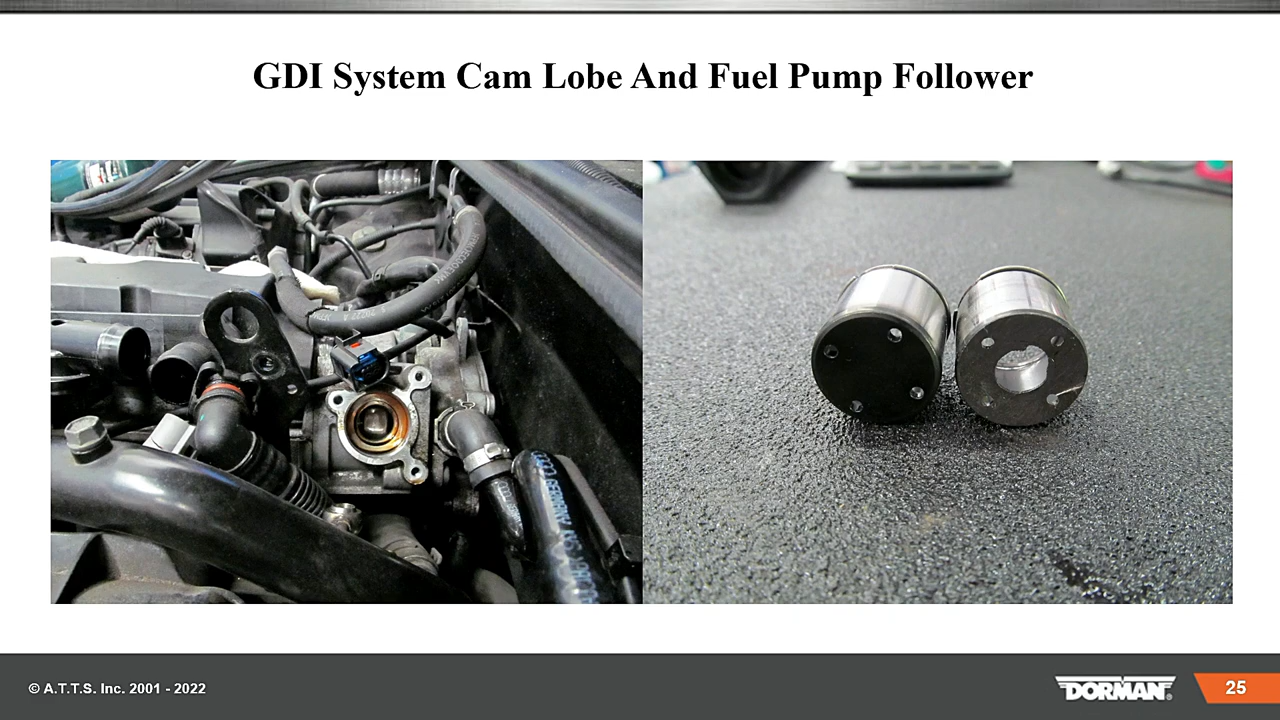 GDI System Cam Lobe And Fuel Pump Follower
© A.T.T.S. Inc. 2001 - 2022
DORMAN
25